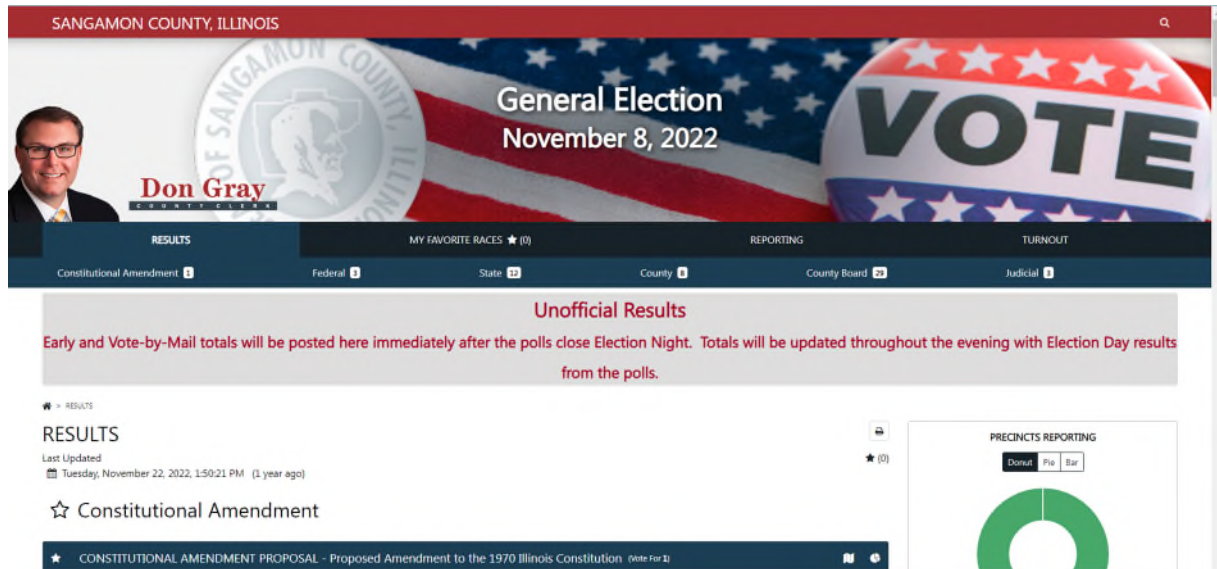 SANGAMON COUNTY, ILLINOIS
General Election
November 8, 2022
VOTE
Don Gray
COUNTY CLERK
RESULTS
MY FAVORITE RACES ★ (0)
REPORTING
TURNOUT
Constitutional Amendment 1
Federal 3
State 12
County 8
County Board 29
Judicial 3
Unofficial Results
Early and Vote-by-Mail totals will be posted here immediately after the polls close Election Night. Totals will be updated throughout the evening with Election Day results
from the polls.
> RESULTS
RESULTS
Last Updated
Tuesday, November 22, 2022, 1:50:21 PM (1 year ago)
★ (0)
☆ Constitutional Amendment
★ CONSTITUTIONAL AMENDMENT PROPOSAL - Proposed Amendment to the 1970 Illinois Constitution (Vote For 1)
PRECINCTS REPORTING
Donut Pie Bar